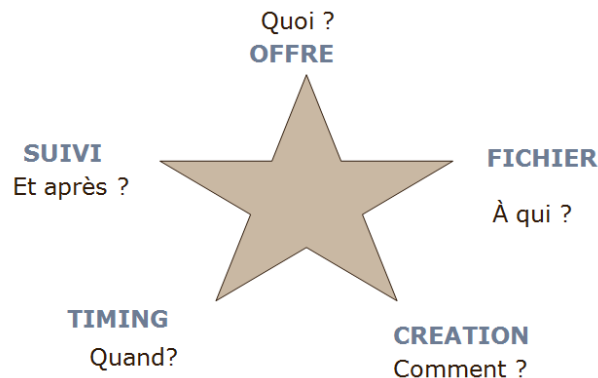 Quoi ?
OFFRE
SUIVI
Et après ?
FICHIER
À qui ?
TIMING
Quand?
CREATION
Comment ?